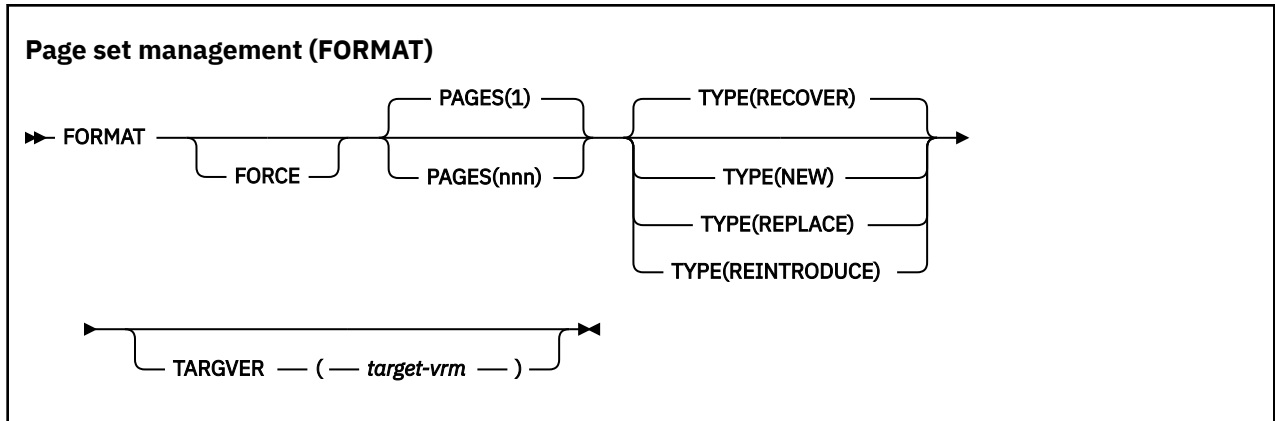 Page set management (FORMAT)
PAGES(1) TYPE(RECOVER)
FORMAT
FORCE PAGES(nnn) TYPE(NEW)
TYPE(REPLACE)
TYPE(REINTRODUCE)
TARGVER ( target-vrm )